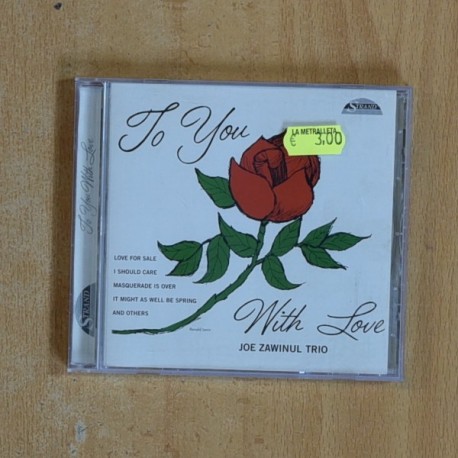 To You
STRAND
LA METRALLETA
€ 3,00
LOVE FOR SALE
I SHOULD CARE
MASQUERADE IS OVER
IT MIGHT AS WELL BE SPRING
AND OTHERS
With Love
JOE ZAWINUL TRIO
To You With Love
STRAND